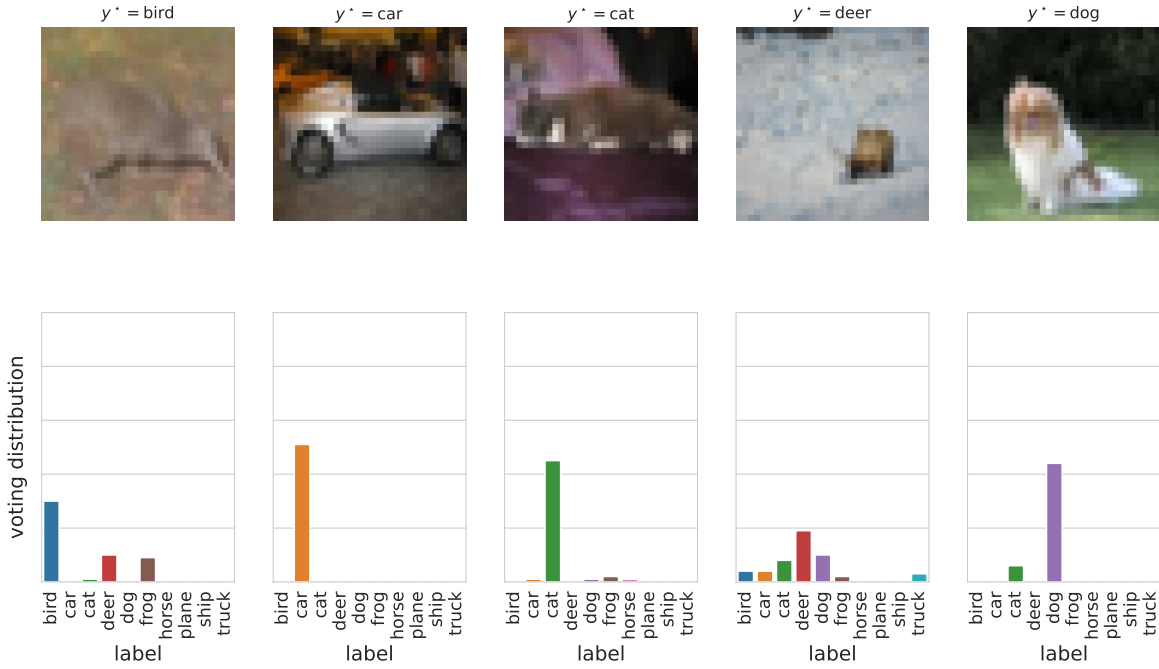 y* = bird
y* = car
y* = cat
y* = deer
y* = dog
voting distribution
bird
car
cat
deer
dog
frog
horse
plane
ship
truck
label
bird
car
cat
deer
dog
frog
horse
plane
ship
truck
label
bird
car
cat
deer
dog
frog
horse
plane
ship
truck
label
bird
car
cat
deer
dog
frog
horse
plane
ship
truck
label
bird
car
cat
deer
dog
frog
horse
plane
ship
truck
label